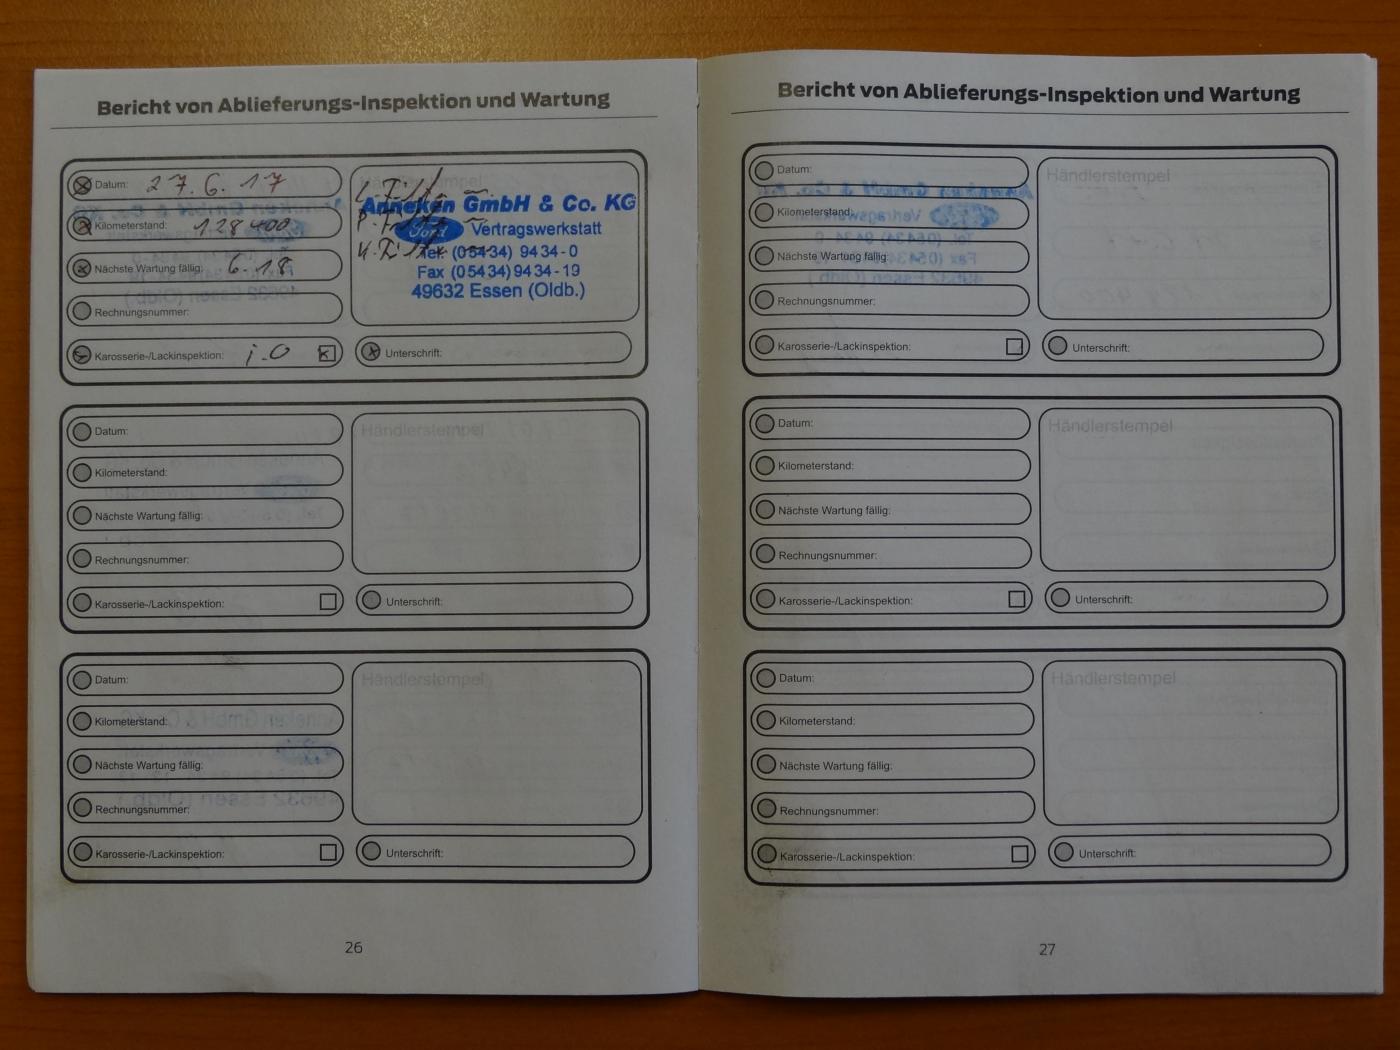 Bericht von Ablieferungs-Inspektion und Wartung
Datum: 27.6.17
Kilometerstand: 128400
Nächste Wartung fällig: 6.18
Rechnungsnummer:
Karosserie-/Lackinspektion: i.O
Händlerstempel
Anneken GmbH & Co. KG
Ford Vertragswerkstatt
Tel. (05434) 9434-0
Fax (05434) 9434-19
49632 Essen (Oldb.)
Unterschrift:
Datum:
Kilometerstand:
Nächste Wartung fällig:
Rechnungsnummer:
Karosserie-/Lackinspektion:
Händlerstempel
Unterschrift:
Datum:
Kilometerstand:
Nächste Wartung fällig:
Rechnungsnummer:
Karosserie-/Lackinspektion:
Händlerstempel
Unterschrift:
26
Bericht von Ablieferungs-Inspektion und Wartung
Datum:
Kilometerstand:
Nächste Wartung fällig:
Rechnungsnummer:
Karosserie-/Lackinspektion:
Händlerstempel
Unterschrift:
Datum:
Kilometerstand:
Nächste Wartung fällig:
Rechnungsnummer:
Karosserie-/Lackinspektion:
Händlerstempel
Unterschrift:
Datum:
Kilometerstand:
Nächste Wartung fällig:
Rechnungsnummer:
Karosserie-/Lackinspektion:
Händlerstempel
Unterschrift:
27